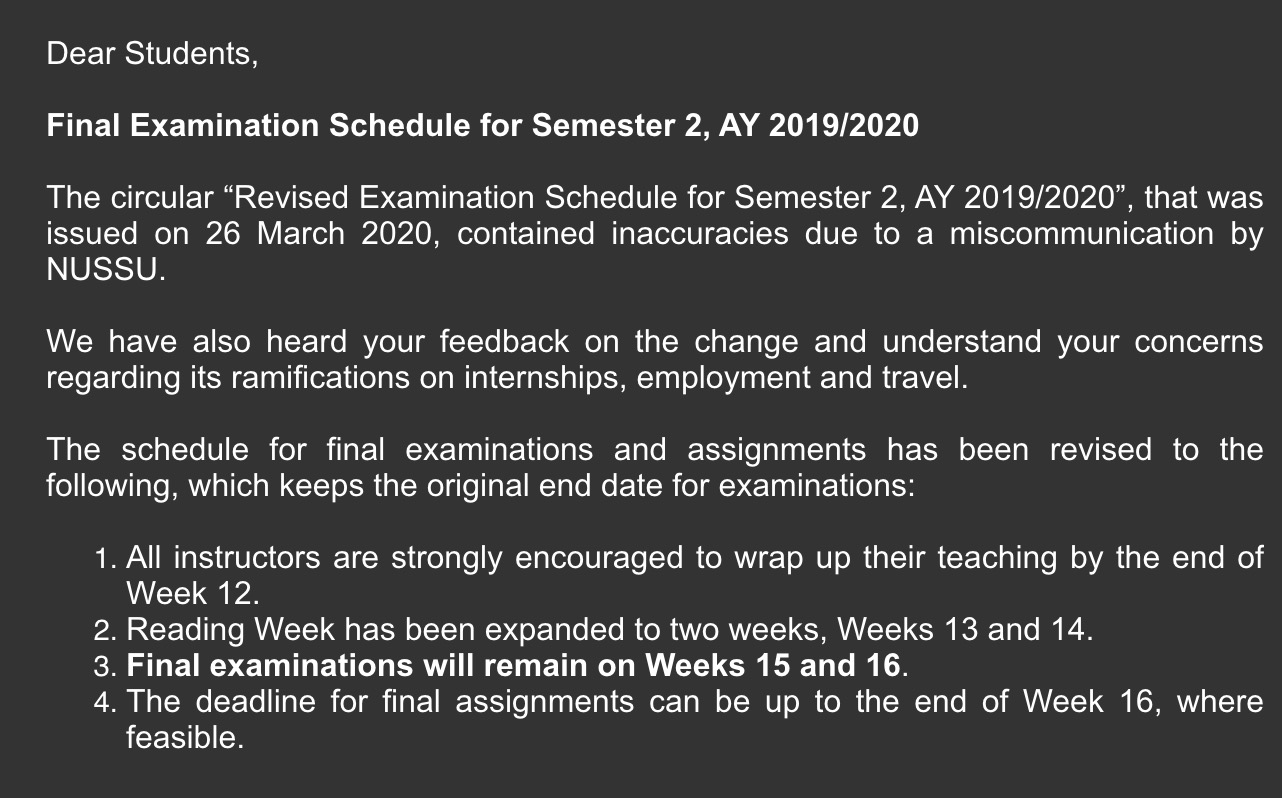 Dear Students,
Final Examination Schedule for Semester 2, AY 2019/2020
The circular “Revised Examination Schedule for Semester 2, AY 2019/2020”, that was
issued on 26 March 2020, contained inaccuracies due to a miscommunication by
NUSSU.
We have also heard your feedback on the change and understand your concerns
regarding its ramifications on internships, employment and travel.
The schedule for final examinations and assignments has been revised to the
following, which keeps the original end date for examinations:
1. All instructors are strongly encouraged to wrap up their teaching by the end of
Week 12.
2. Reading Week has been expanded to two weeks, Weeks 13 and 14.
3. Final examinations will remain on Weeks 15 and 16.
4. The deadline for final assignments can be up to the end of Week 16, where
feasible.